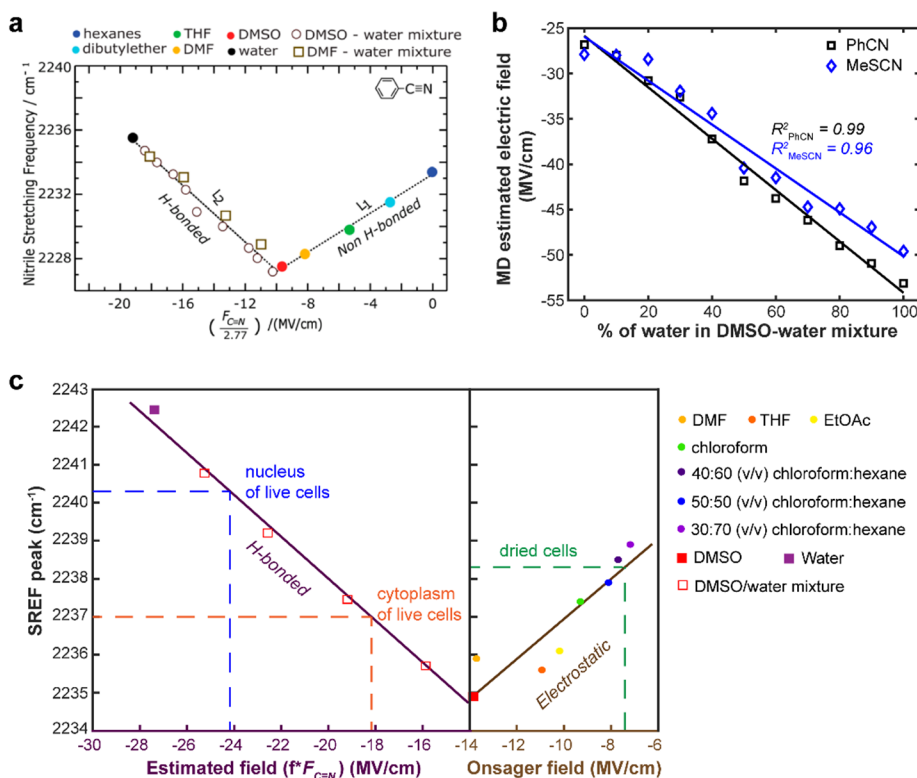 a
hexanes THF DMSO DMSO - water mixture
dibutylether DMF water DMF - water mixture
Nitrile Stretching Frequency / cm⁻¹
2240
2236
2232
2228
C≡N
L₂
H-bonded
L₁
Non H-bonded
-20 -16 -12 -8 -4 0
(F_C≡N / 2.77) /(MV/cm)
b
MD estimated electric field
(MV/cm)
-25
-30
-35
-40
-45
-50
-55
PhCN
MeSCN
R²_PhCN = 0.99
R²_MeSCN = 0.96
0 20 40 60 80 100
% of water in DMSO-water mixture
c
SREF peak (cm⁻¹)
2243
2242
2241
2240
2239
2238
2237
2236
2235
2234
nucleus
of live cells
H-bonded
cytoplasm
of live cells
dried cells
Electrostatic
-30 -28 -26 -24 -22 -20 -18 -16 -14 -12 -10 -8 -6
Estimated field (f*F_C≡N) (MV/cm) Onsager field (MV/cm)
DMF THF EtOAc
chloroform
40:60 (v/v) chloroform:hexane
50:50 (v/v) chloroform:hexane
30:70 (v/v) chloroform:hexane
DMSO Water
DMSO/water mixture